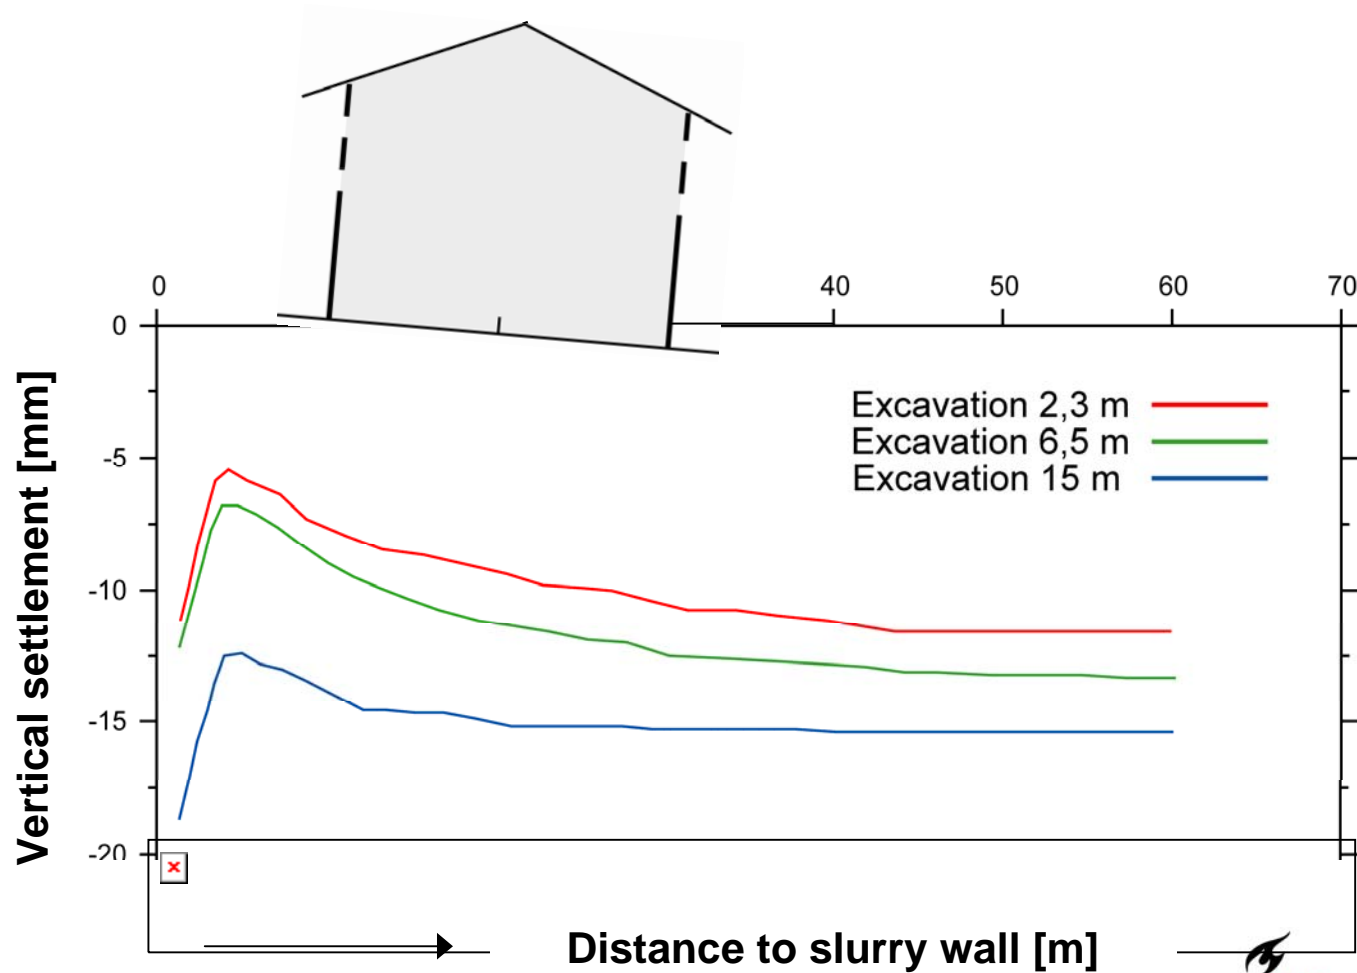 0 40 50 60 70
0
-5
-10
-15
-20
Vertical settlement [mm]
Excavation 2,3 m
Excavation 6,5 m
Excavation 15 m
Distance to slurry wall [m]